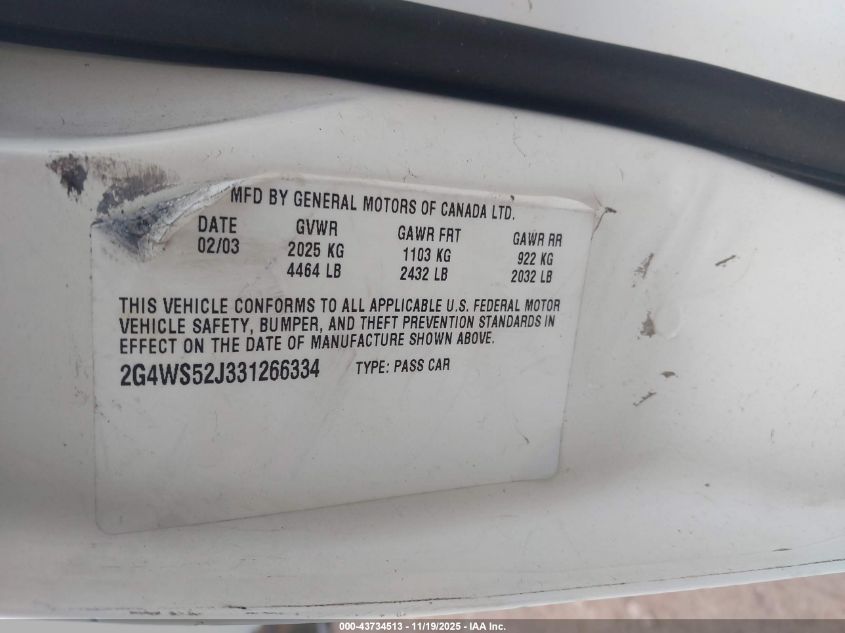 MFD BY GENERAL MOTORS OF CANADA LTD.
DATE GVWR GAWR FRT GAWR RR
02/03 2025 KG 1103 KG 922 KG
4464 LB 2432 LB 2032 LB
THIS VEHICLE CONFORMS TO ALL APPLICABLE U.S. FEDERAL MOTOR
VEHICLE SAFETY, BUMPER, AND THEFT PREVENTION STANDARDS IN
EFFECT ON THE DATE OF MANUFACTURE SHOWN ABOVE.
2G4WS52J331266334 TYPE: PASS CAR
000-43734513 - 11/19/2025 - IAA Inc.